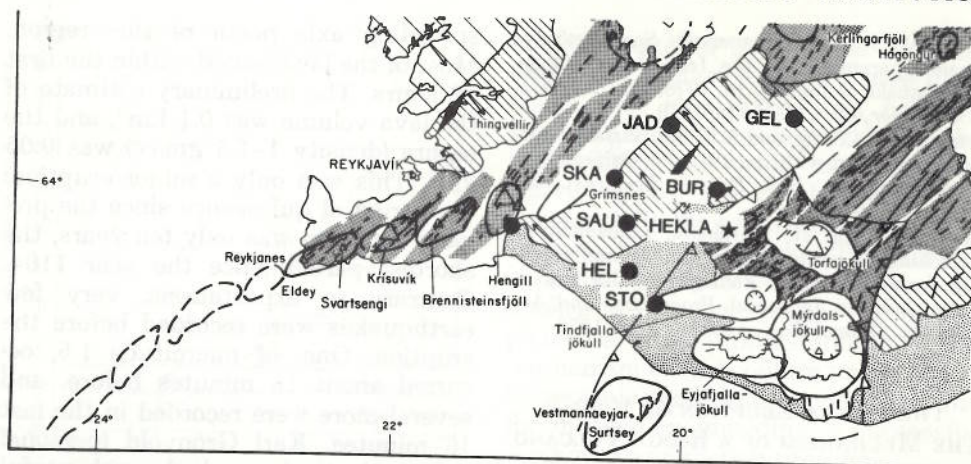 Kerlingarfjöll
Hágöngur
Thingvellir
JAD
GEL
REYKJAVÍK
64°
SKA
Grímsnes
BUR
SAU
HEKLA
Reykjanes
HEL
Torfajökull
Eldey
Krísuvík
Hengill
Svartsengi
Brennisteinsfjöll
STO
Mýrdals-
jökull
Tindfjalla
jökull
Eyjafjalla-
jökull
Vestmannaeyjar
Surtsey
24°
22°
20°